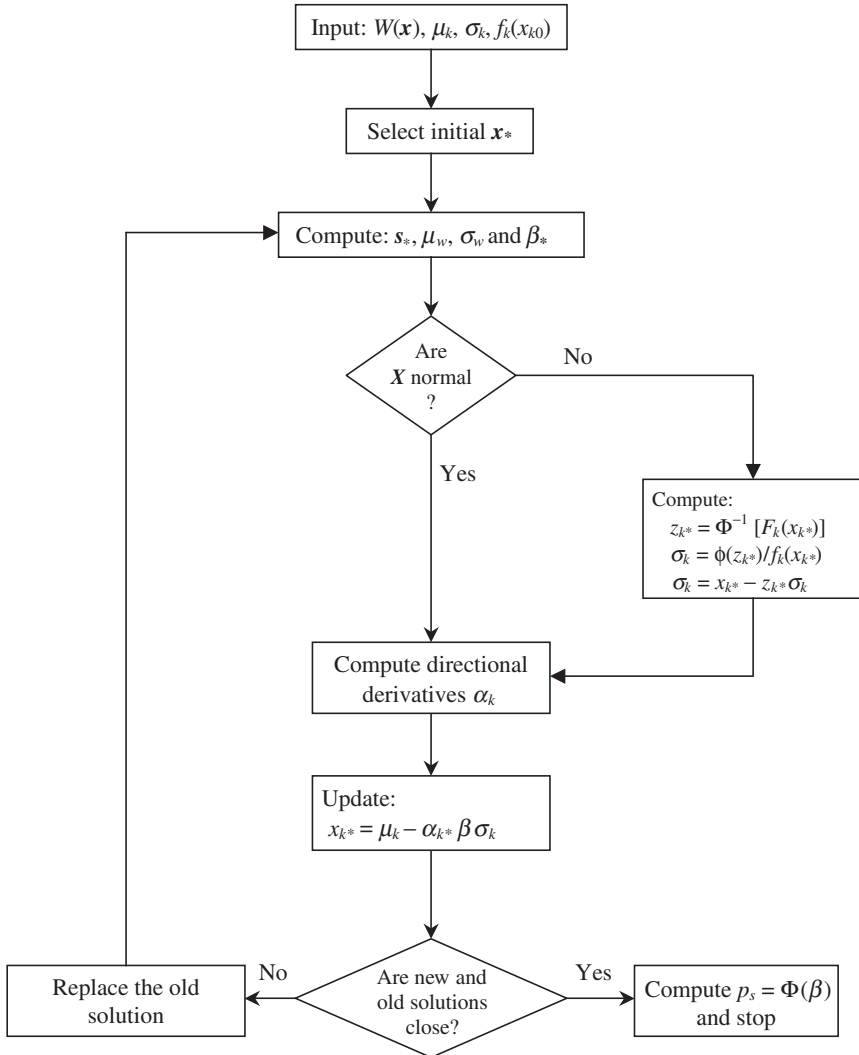 Input: W(x), μk, σk, fk(xk0)
Select initial x*
Compute: s*, μw, σw and β*
Are
X normal
?
No
Yes
Compute:
zk* = Φ−1 [Fk(xk*)]
σk = ϕ(zk*)/fk(xk*)
σk = xk* − zk*σk
Compute directional
derivatives αk
Update:
xk* = μk − αk* β σk
Are new and
old solutions
close?
No
Yes
Replace the old
solution
Compute ps = Φ(β)
and stop